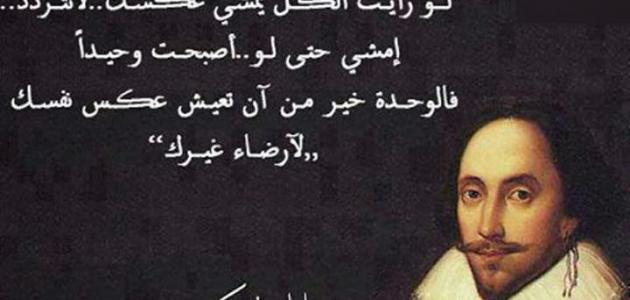 لو رأيت الكل يمشي عكسك..لاتتردد..
إمشي حتى لو..أصبحت وحيداً
فالوحدة خير من آن تعيش عكس نفسك
,,لآرضاء غيرك“